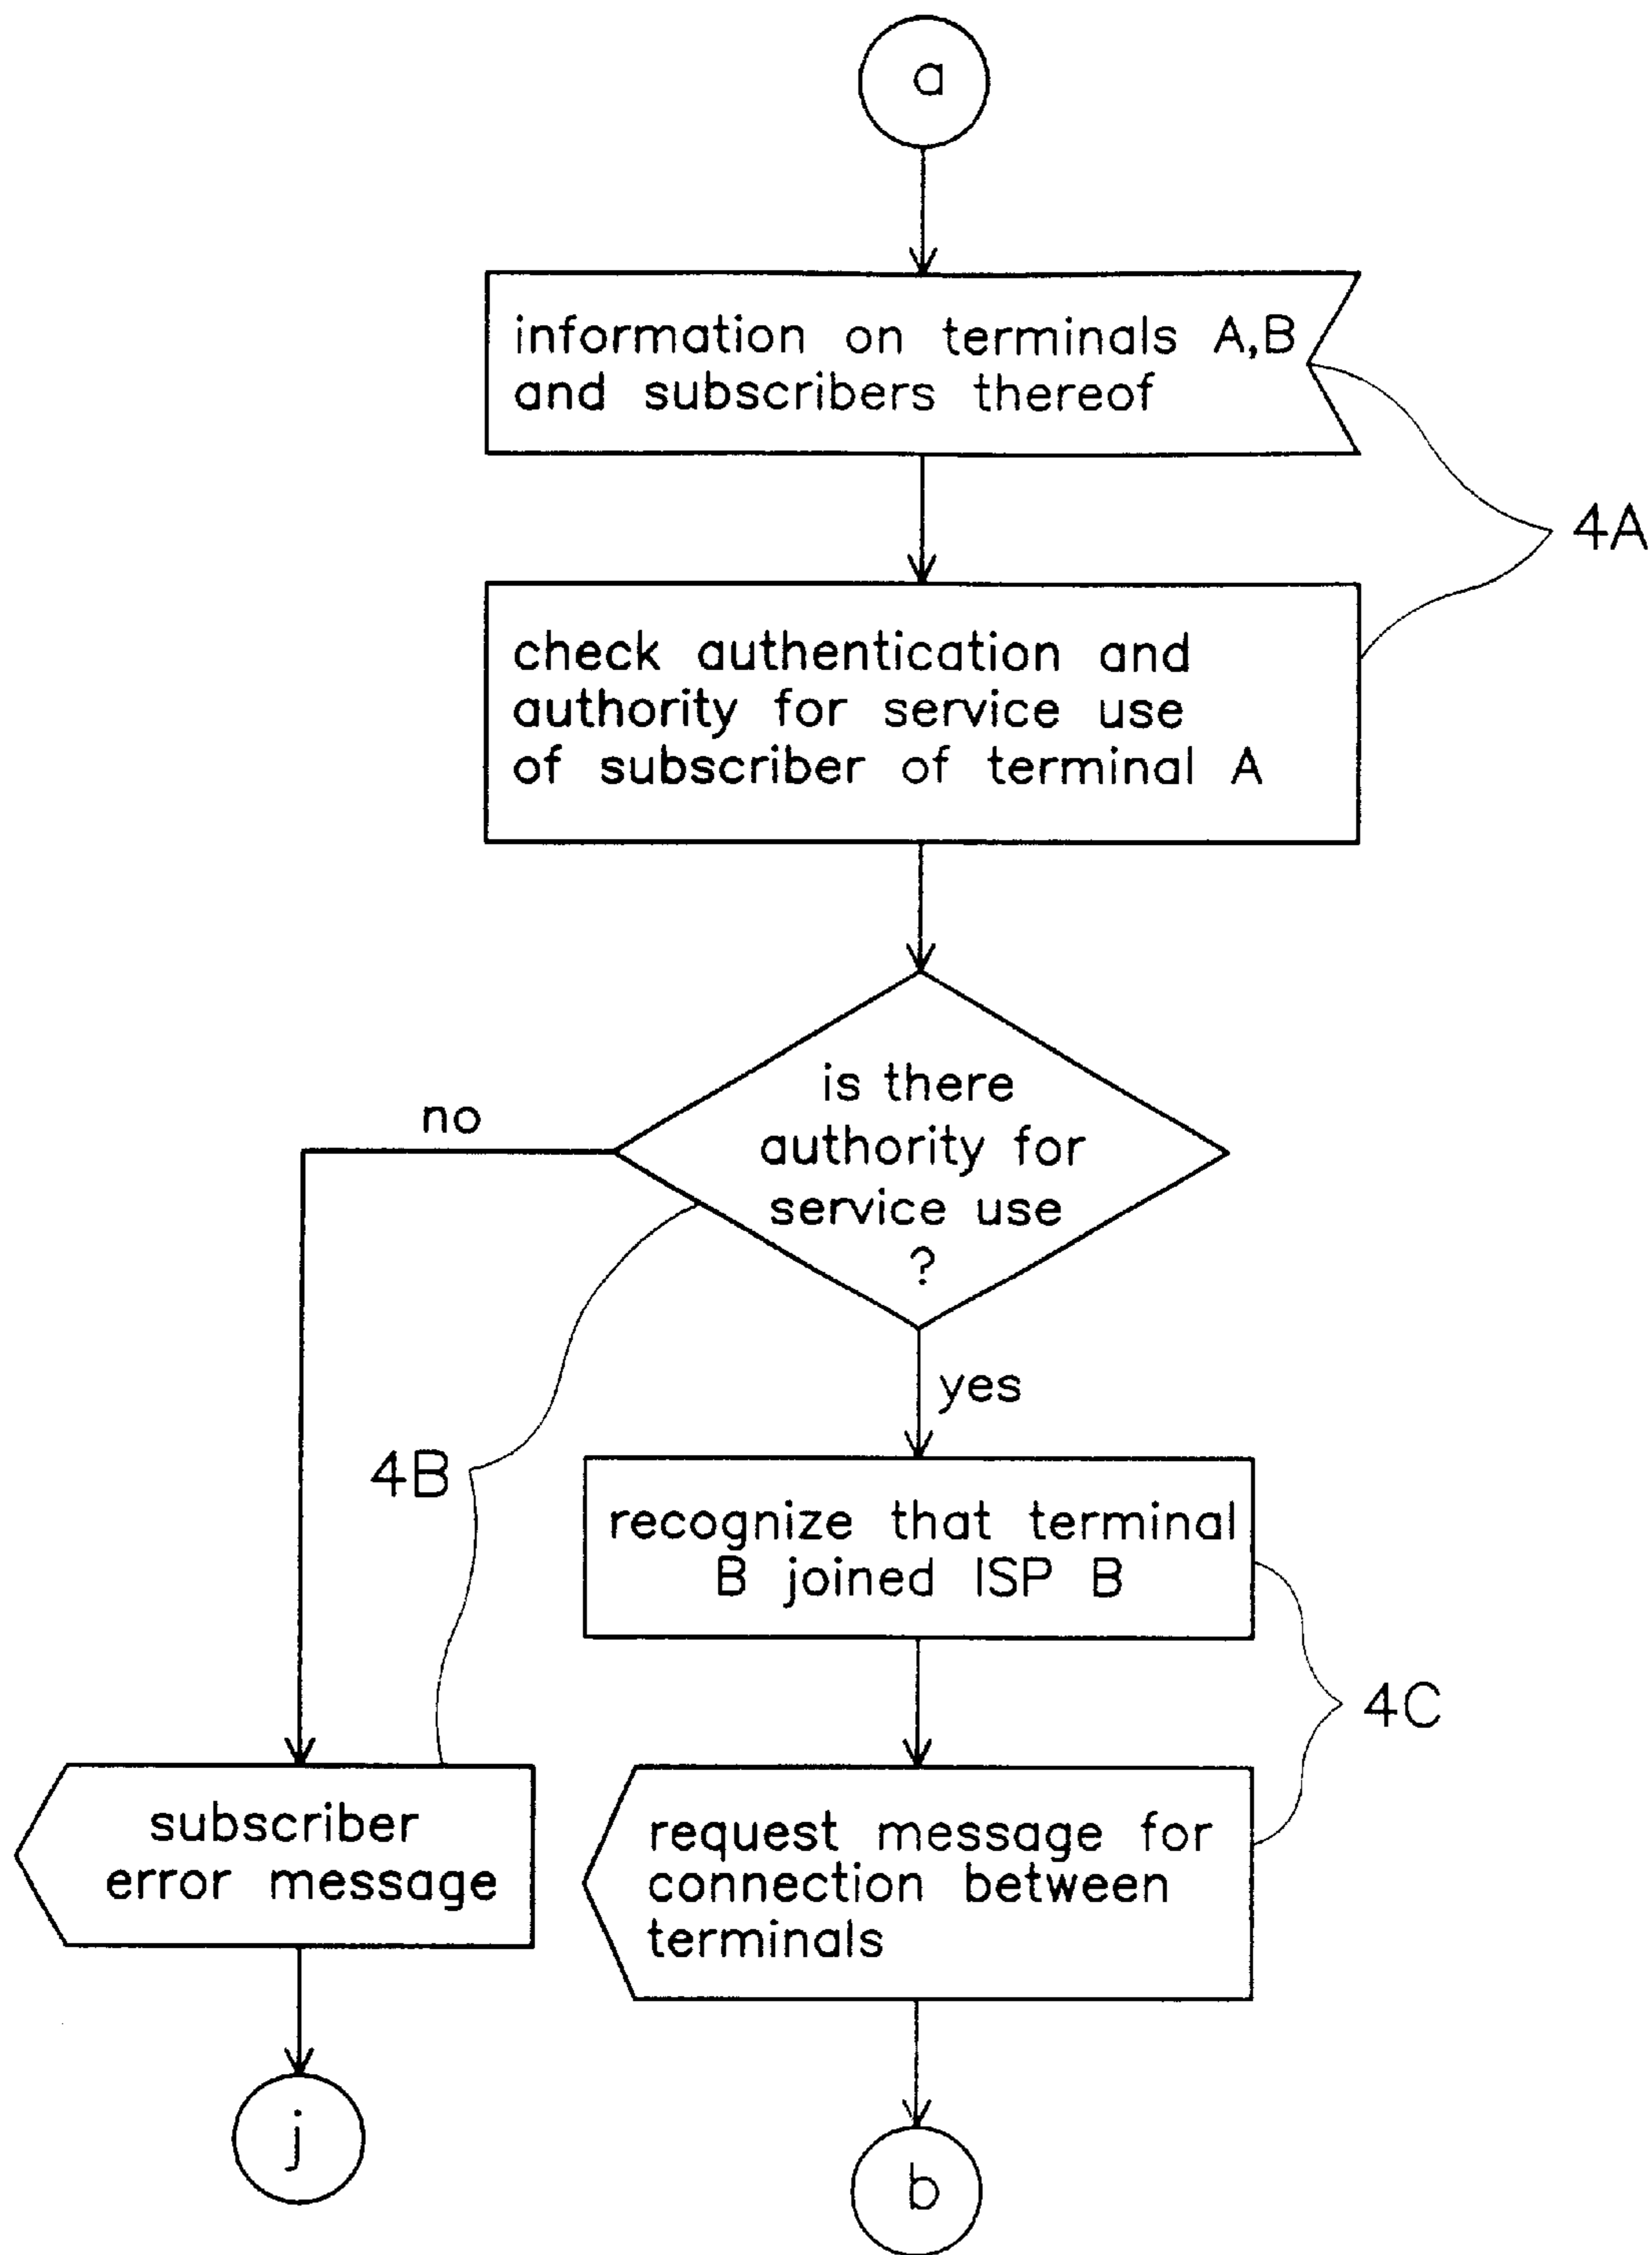 a
information on terminals A,B
and subscribers thereof
4A
check authentication and
authority for service use
of subscriber of terminal A
is there
authority for
service use
?
no
yes
4B
recognize that terminal
B joined ISP B
4C
subscriber
error message
request message for
connection between
terminals
j
b